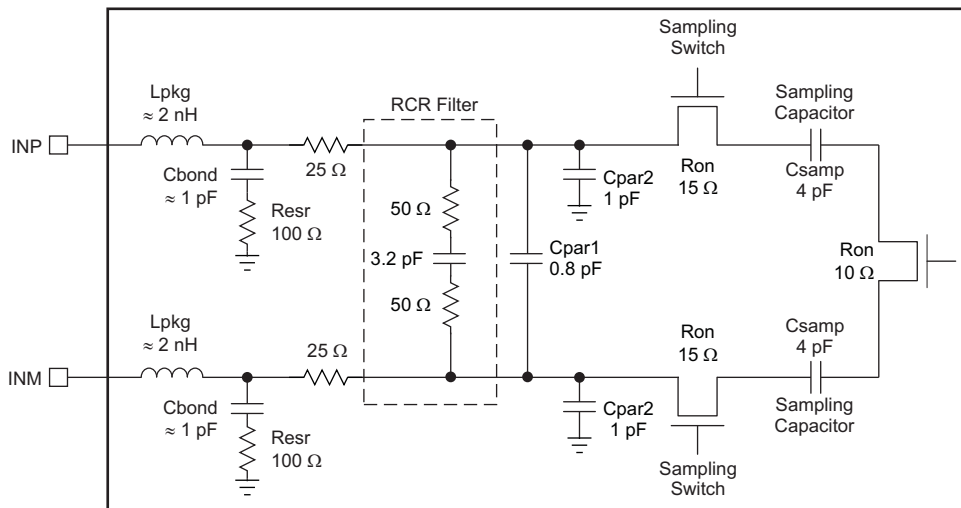 Sampling
Switch
Lpkg
≈ 2 nH
RCR Filter
Sampling
Capacitor
INP
25 Ω
Cbond
≈ 1 pF
Resr
100 Ω
50 Ω
3.2 pF
50 Ω
Cpar1
0.8 pF
Cpar2
1 pF
Ron
15 Ω
Csamp
4 pF
Ron
10 Ω
Lpkg
≈ 2 nH
25 Ω
Ron
15 Ω
Csamp
4 pF
INM
Cbond
≈ 1 pF
Resr
100 Ω
Cpar2
1 pF
Sampling
Capacitor
Sampling
Switch